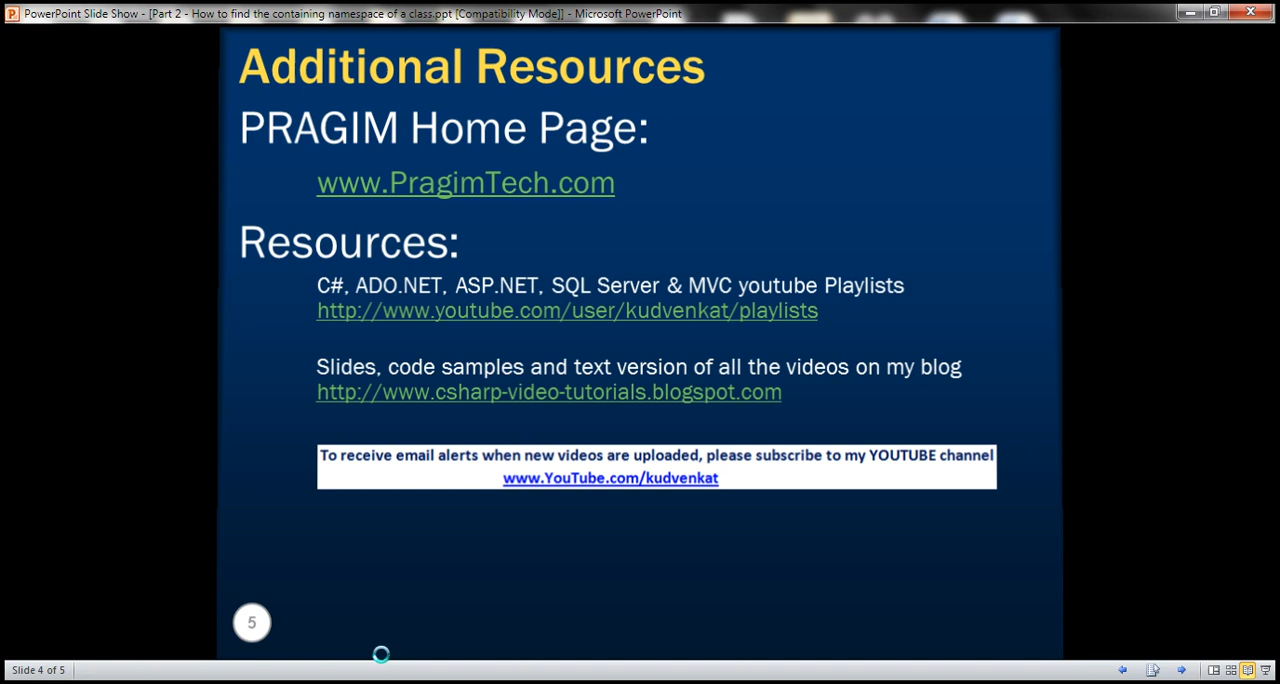 PowerPoint Slide Show - [Part 2 - How to find the containing namespace of a class.ppt [Compatibility Mode]] - Microsoft PowerPoint
Additional Resources
PRAGIM Home Page:
www.PragimTech.com
Resources:
C#, ADO.NET, ASP.NET, SQL Server & MVC youtube Playlists
http://www.youtube.com/user/kudvenkat/playlists
Slides, code samples and text version of all the videos on my blog
http://www.csharp-video-tutorials.blogspot.com
To receive email alerts when new videos are uploaded, please subscribe to my YOUTUBE channel
www.YouTube.com/kudvenkat
5
Slide 4 of 5